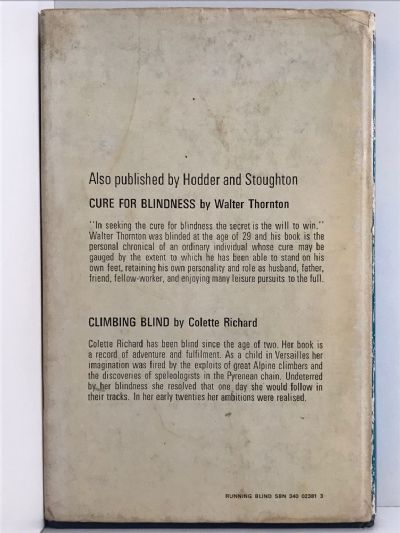 Also published by Hodder and Stoughton
CURE FOR BLINDNESS by Walter Thornton
"In seeking the cure for blindness the secret is the will to win."
Walter Thornton was blinded at the age of 29 and his book is the
personal chronical of an ordinary individual whose cure may be
gauged by the extent to which he has been able to stand on his
own feet, retaining his own personality and role as husband, father,
friend, fellow-worker, and enjoying many leisure pursuits to the full.
CLIMBING BLIND by Colette Richard
Colette Richard has been blind since the age of two. Her book is
a record of adventure and fulfilment. As a child in Versailles her
imagination was fired by the exploits of great Alpine climbers and
the discoveries of speleologists in the Pyrenean chain. Undeterred
by her blindness she resolved that one day she would follow in
their tracks. In her early twenties her ambitions were realised.
RUNNING BLIND SBN 340 02381 3